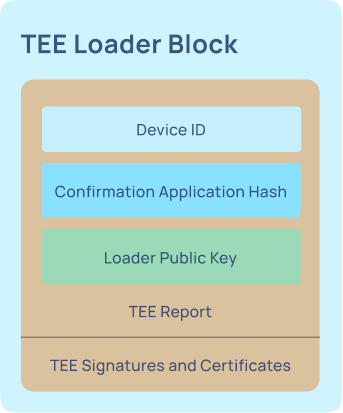 TEE Loader Block
Device ID
Confirmation Application Hash
Loader Public Key
TEE Report
TEE Signatures and Certificates